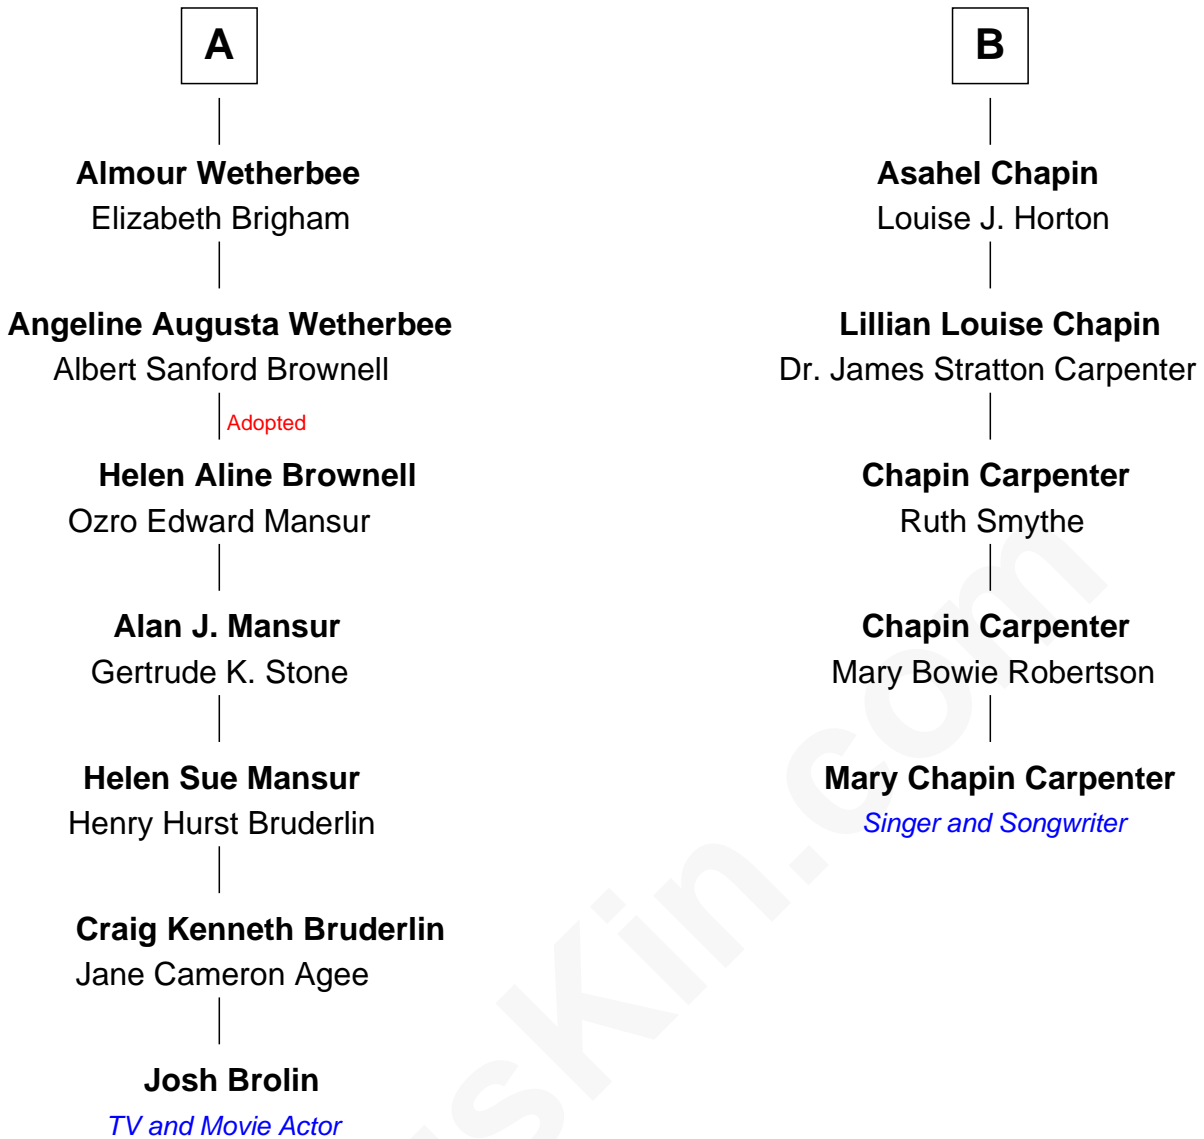 A
Almour Wetherbee
Elizabeth Brigham
Angeline Augusta Wetherbee
Albert Sanford Brownell
Adopted
Helen Aline Brownell
Ozro Edward Mansur
Alan J. Mansur
Gertrude K. Stone
Helen Sue Mansur
Henry Hurst Bruderlin
Craig Kenneth Bruderlin
Jane Cameron Agee
Josh Brolin
TV and Movie Actor
B
Asahel Chapin
Louise J. Horton
Lillian Louise Chapin
Dr. James Stratton Carpenter
Chapin Carpenter
Ruth Smythe
Chapin Carpenter
Mary Bowie Robertson
Mary Chapin Carpenter
Singer and Songwriter
usKin.com